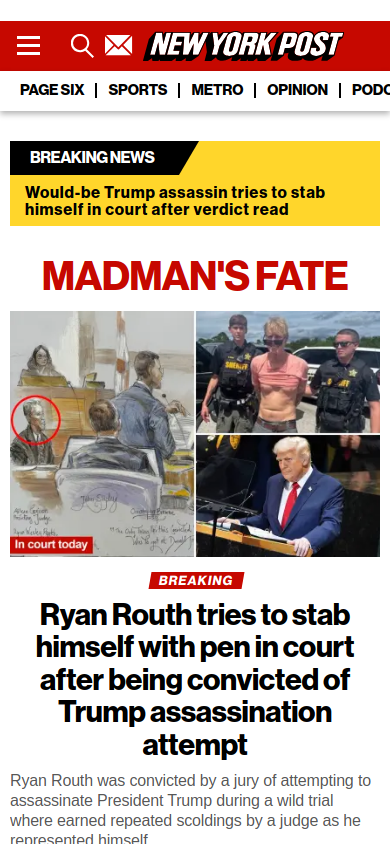 NEW YORK POST
PAGE SIX
SPORTS
METRO
OPINION
PODC
BREAKING NEWS
Would-be Trump assassin tries to stab
himself in court after verdict read
MADMAN'S FATE
SHERIFF
In court today
BREAKING
Ryan Routh tries to stab
himself with pen in court
after being convicted of
Trump assassination
attempt
Ryan Routh was convicted by a jury of attempting to
assassinate President Trump during a wild trial
where earned repeated scoldings by a judge as he
represented himself